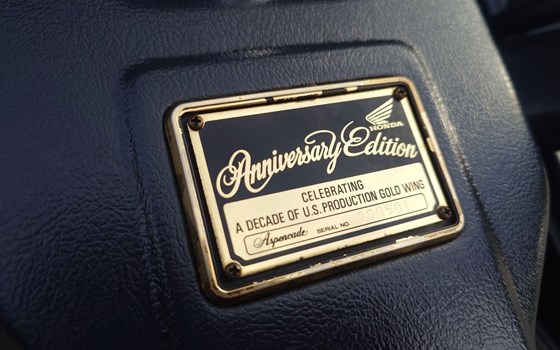 HONDA
Anniversary Edition
CELEBRATING
A DECADE OF U.S. PRODUCTION GOLD WING
Aspencade SERIAL NO.